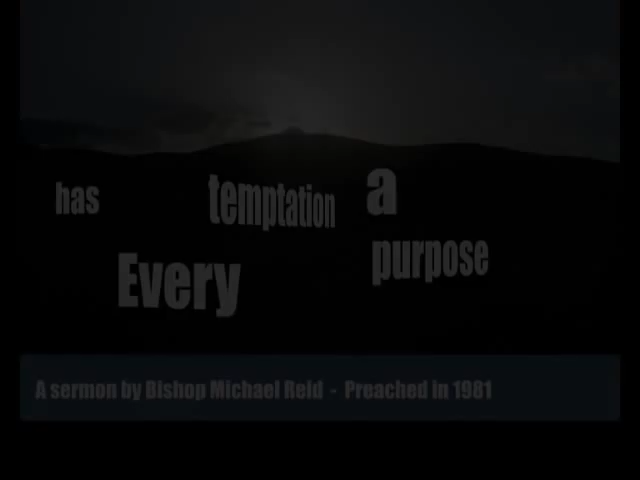 has temptation a
Every purpose
A sermon by Bishop Michael Reid - Preached in 1981